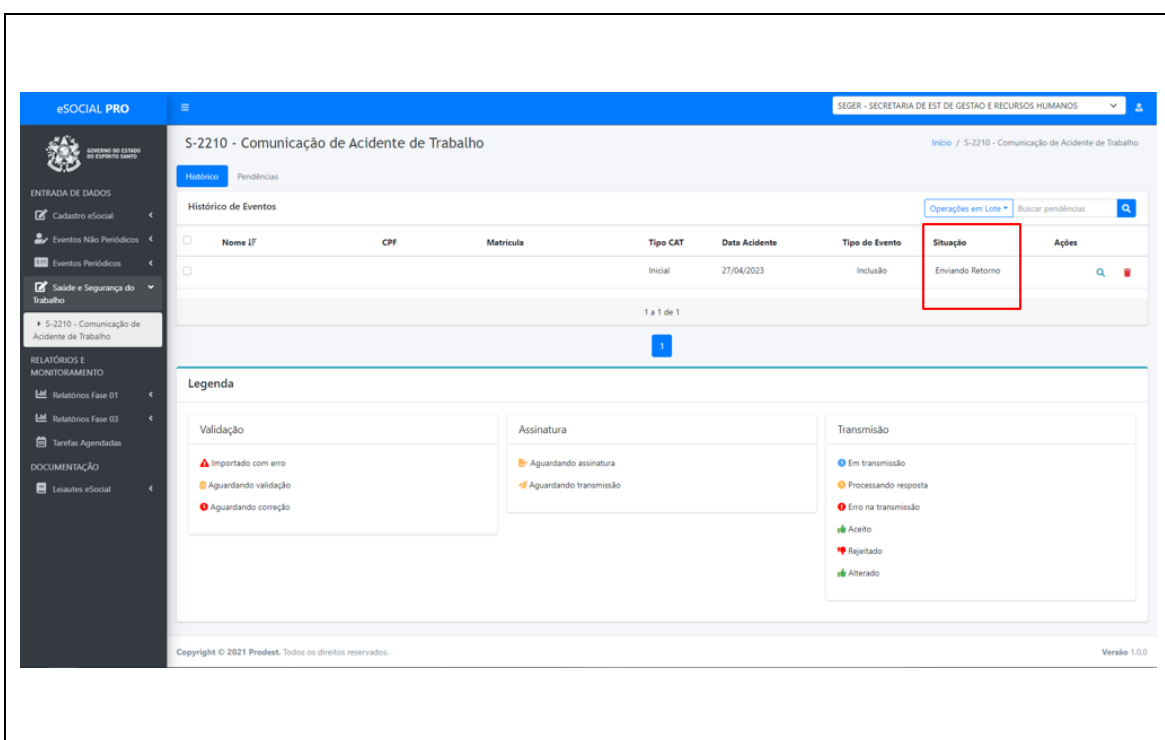 eSOCIAL PRO
SEGER - SECRETARIA DE EST DE GESTAO E RECURSOS HUMANOS
GOVERNO DO ESTADO
DO ESPÍRITO SANTO
S-2210 - Comunicação de Acidente de Trabalho
Início / S-2210 - Comunicação de Acidente de Trabalho
Histórico Pendências
ENTRADA DE DADOS
Cadastro eSocial
Eventos Não Periódicos
Eventos Periódicos
Saúde e Segurança do
Trabalho
S-2210 - Comunicação de
Acidente de Trabalho
RELATÓRIOS E
MONITORAMENTO
Relatórios Fase 01
Relatórios Fase 03
Tarefas Agendadas
DOCUMENTAÇÃO
Leiautes eSocial
Histórico de Eventos
Operações em Lote Buscar pendências
Nome CPF Matrícula Tipo CAT Data Acidente Tipo do Evento Situação Ações
Inicial 27/04/2023 Inclusão Enviando Retorno
1 a 1 de 1
1
Legenda
Validação
Importado com erro
Aguardando validação
Aguardando correção
Assinatura
Aguardando assinatura
Aguardando transmissão
Transmisão
Em transmissão
Processando resposta
Erro na transmissão
Aceito
Rejeitado
Alterado
Copyright © 2021 Prodest. Todos os direitos reservados.
Versão 1.0.0